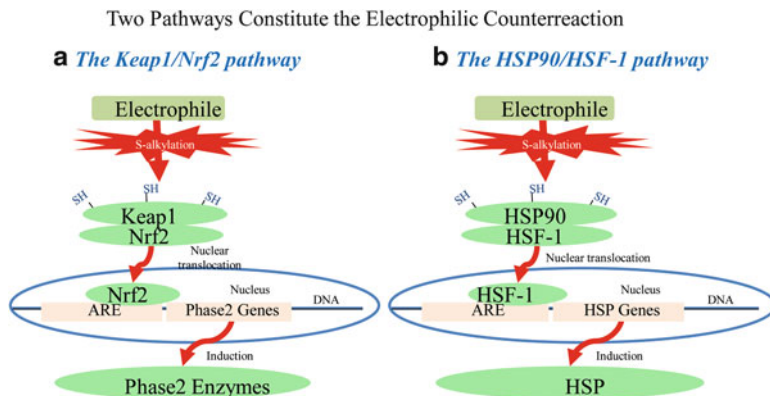 Two Pathways Constitute the Electrophilic Counterreaction
a The Keap1/Nrf2 pathway
Electrophile
S-alkylation
SH
SH
SH
Keap1
Nrf2
Nuclear
translocation
Nrf2
Nucleus
DNA
ARE
Phase2 Genes
Induction
Phase2 Enzymes
b The HSP90/HSF-1 pathway
Electrophile
S-alkylation
SH
SH
SH
HSP90
HSF-1
Nuclear translocation
HSF-1
Nucleus
DNA
ARE
HSP Genes
Induction
HSP